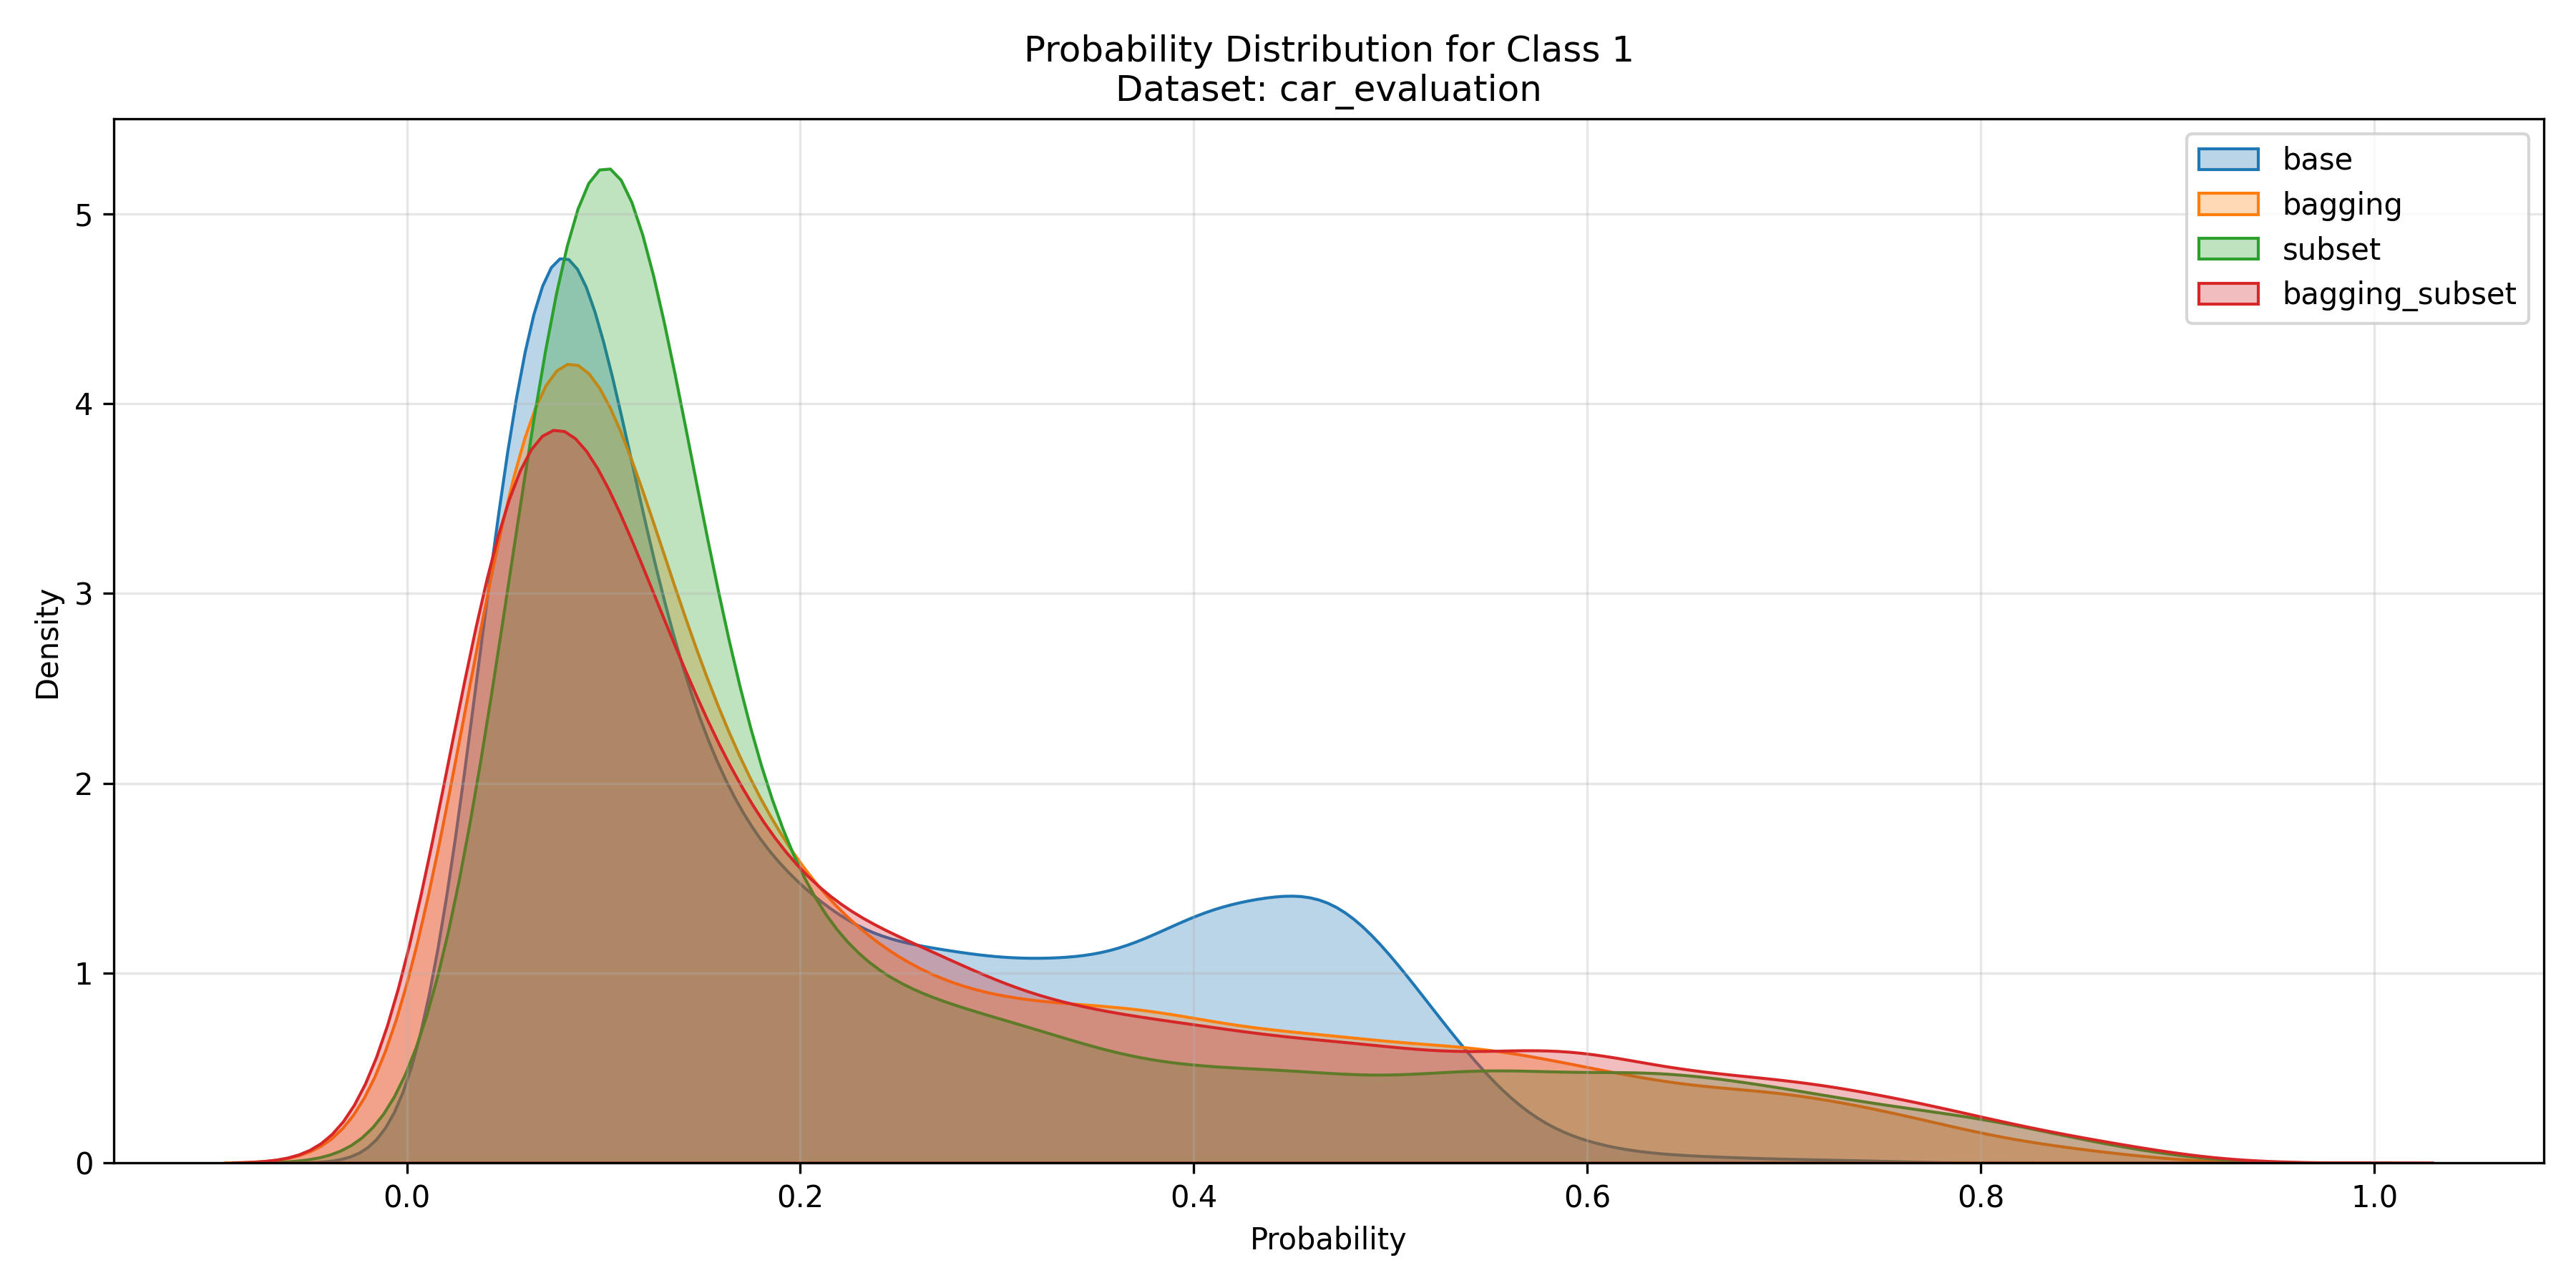 Probability Distribution for Class 1
Dataset: car_evaluation
base
bagging
subset
bagging_subset
5
4
3
2
1
0
Density
0.0
0.2
0.4
0.6
0.8
1.0
Probability